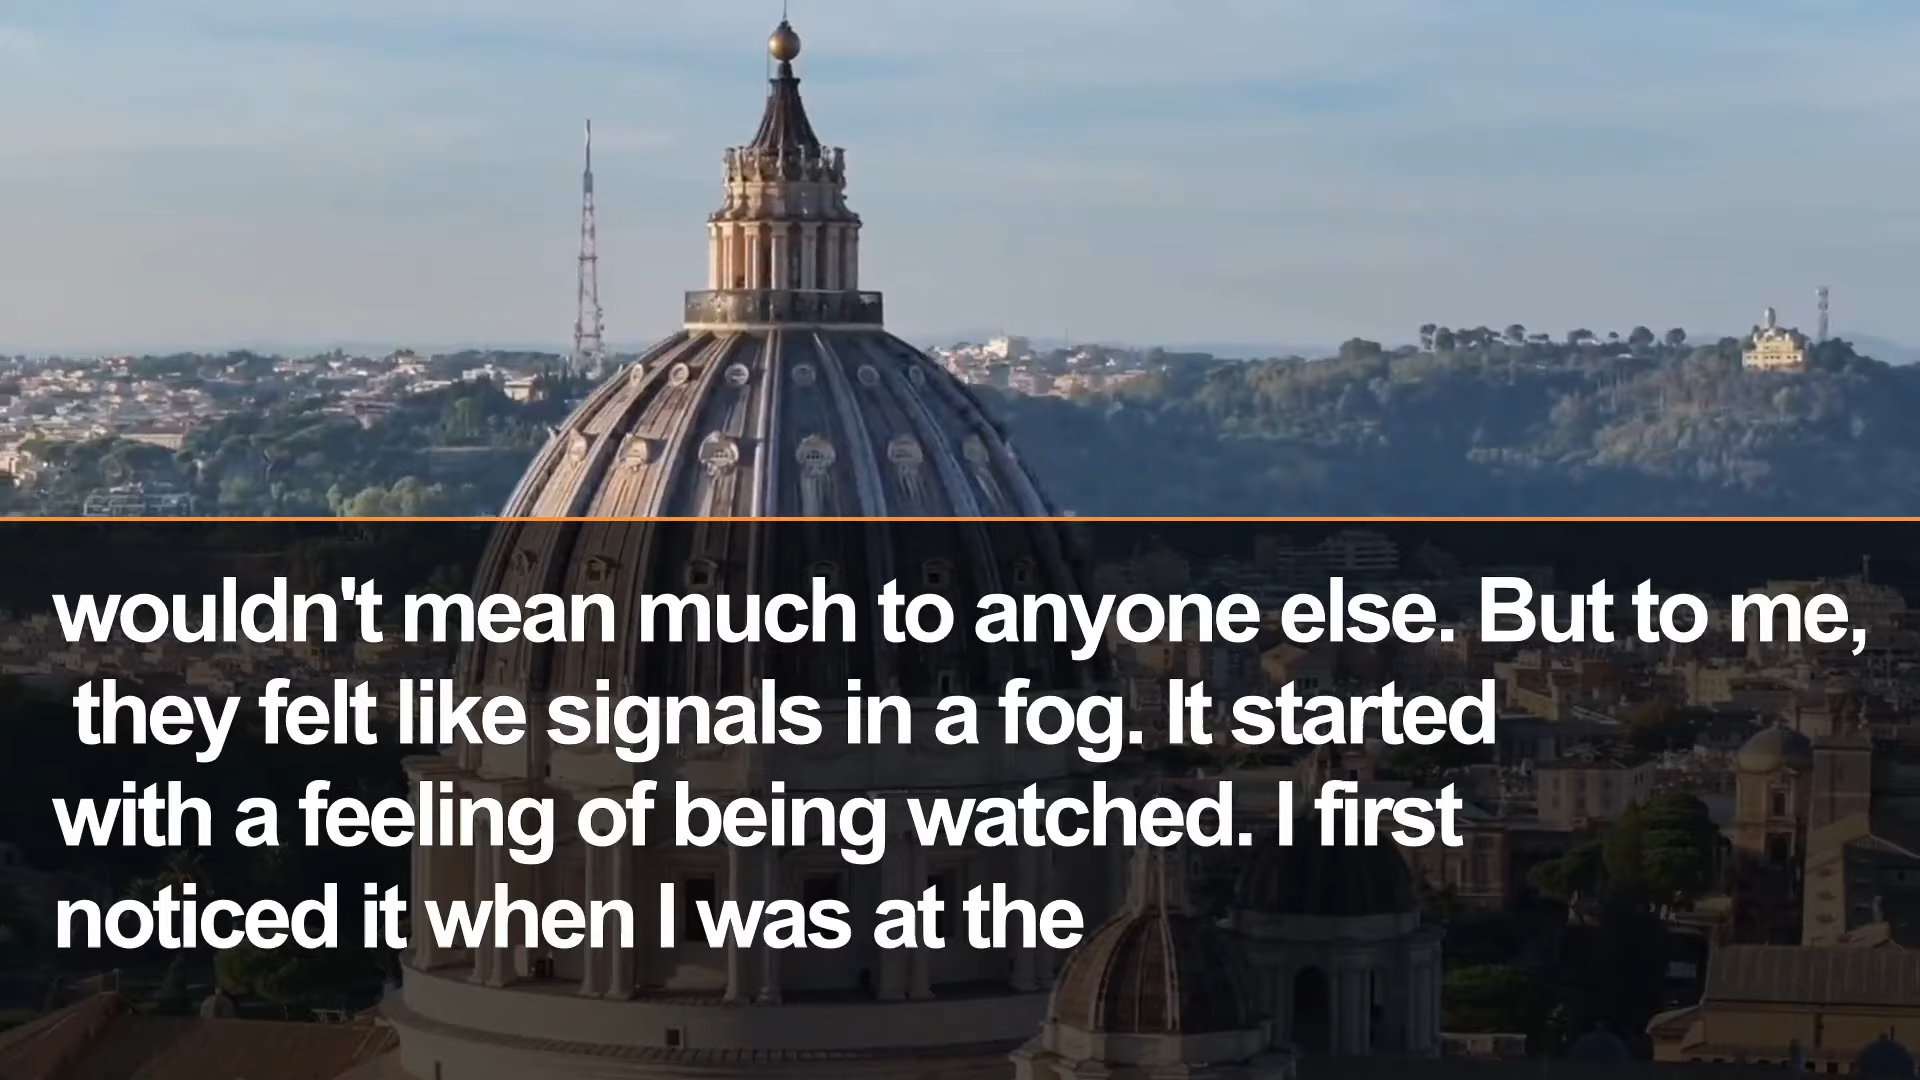 wouldn't mean much to anyone else. But to me,
they felt like signals in a fog. It started
with a feeling of being watched. I first
noticed it when I was at the